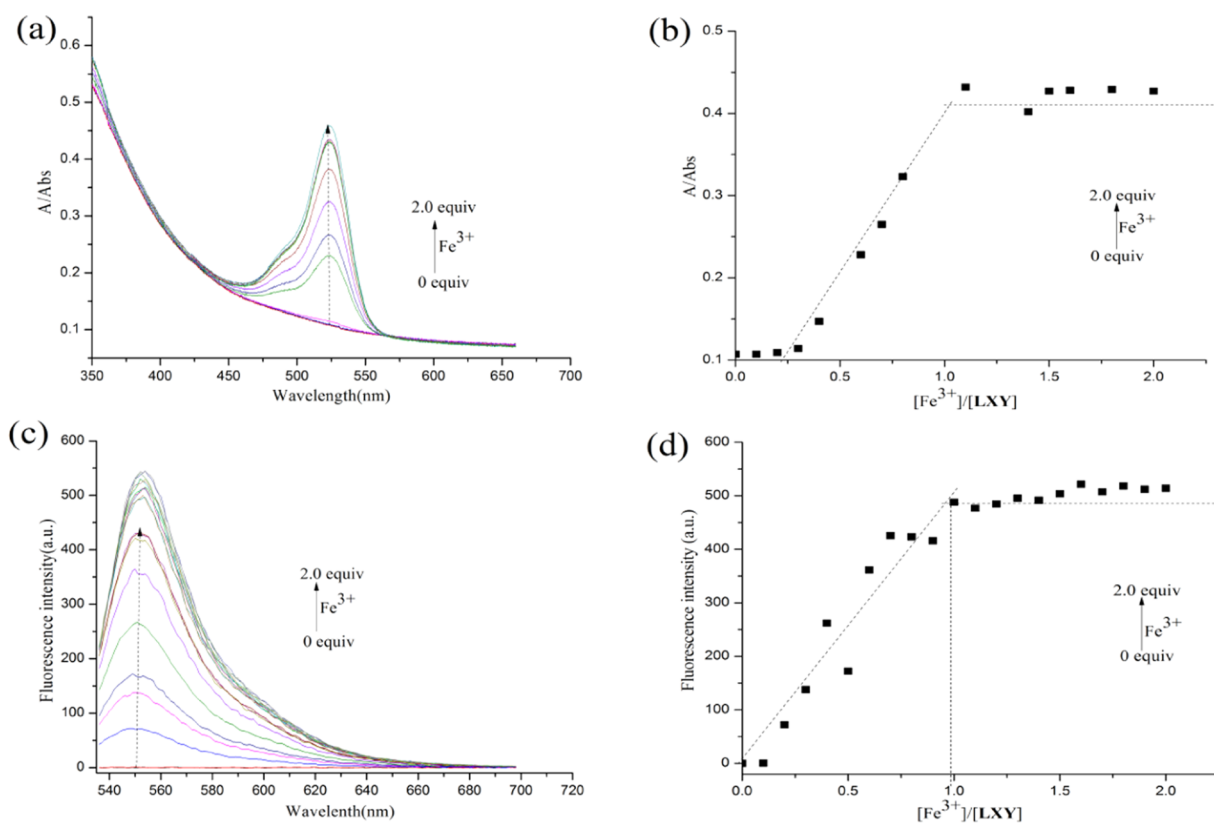 (a)
0.6
0.5
0.4
0.3
0.2
0.1
A/Abs
2.0 equiv
Fe3+
0 equiv
350 400 450 500 550 600 650 700
Wavelength(nm)
(b)
0.5
0.4
0.3
0.2
0.1
A/Abs
2.0 equiv
Fe3+
0 equiv
0.0 0.5 1.0 1.5 2.0
[Fe3+]/[LXY]
(c)
600
500
400
300
200
100
0
Fluorescence intensity(a.u.)
2.0 equiv
Fe3+
0 equiv
540 560 580 600 620 640 660 680 700 720
Wavelenth(nm)
(d)
600
500
400
300
200
100
0
Fluorescence intensity (a.u.)
2.0 equiv
Fe3+
0 equiv
0.0 0.5 1.0 1.5 2.0
[Fe3+]/[LXY]